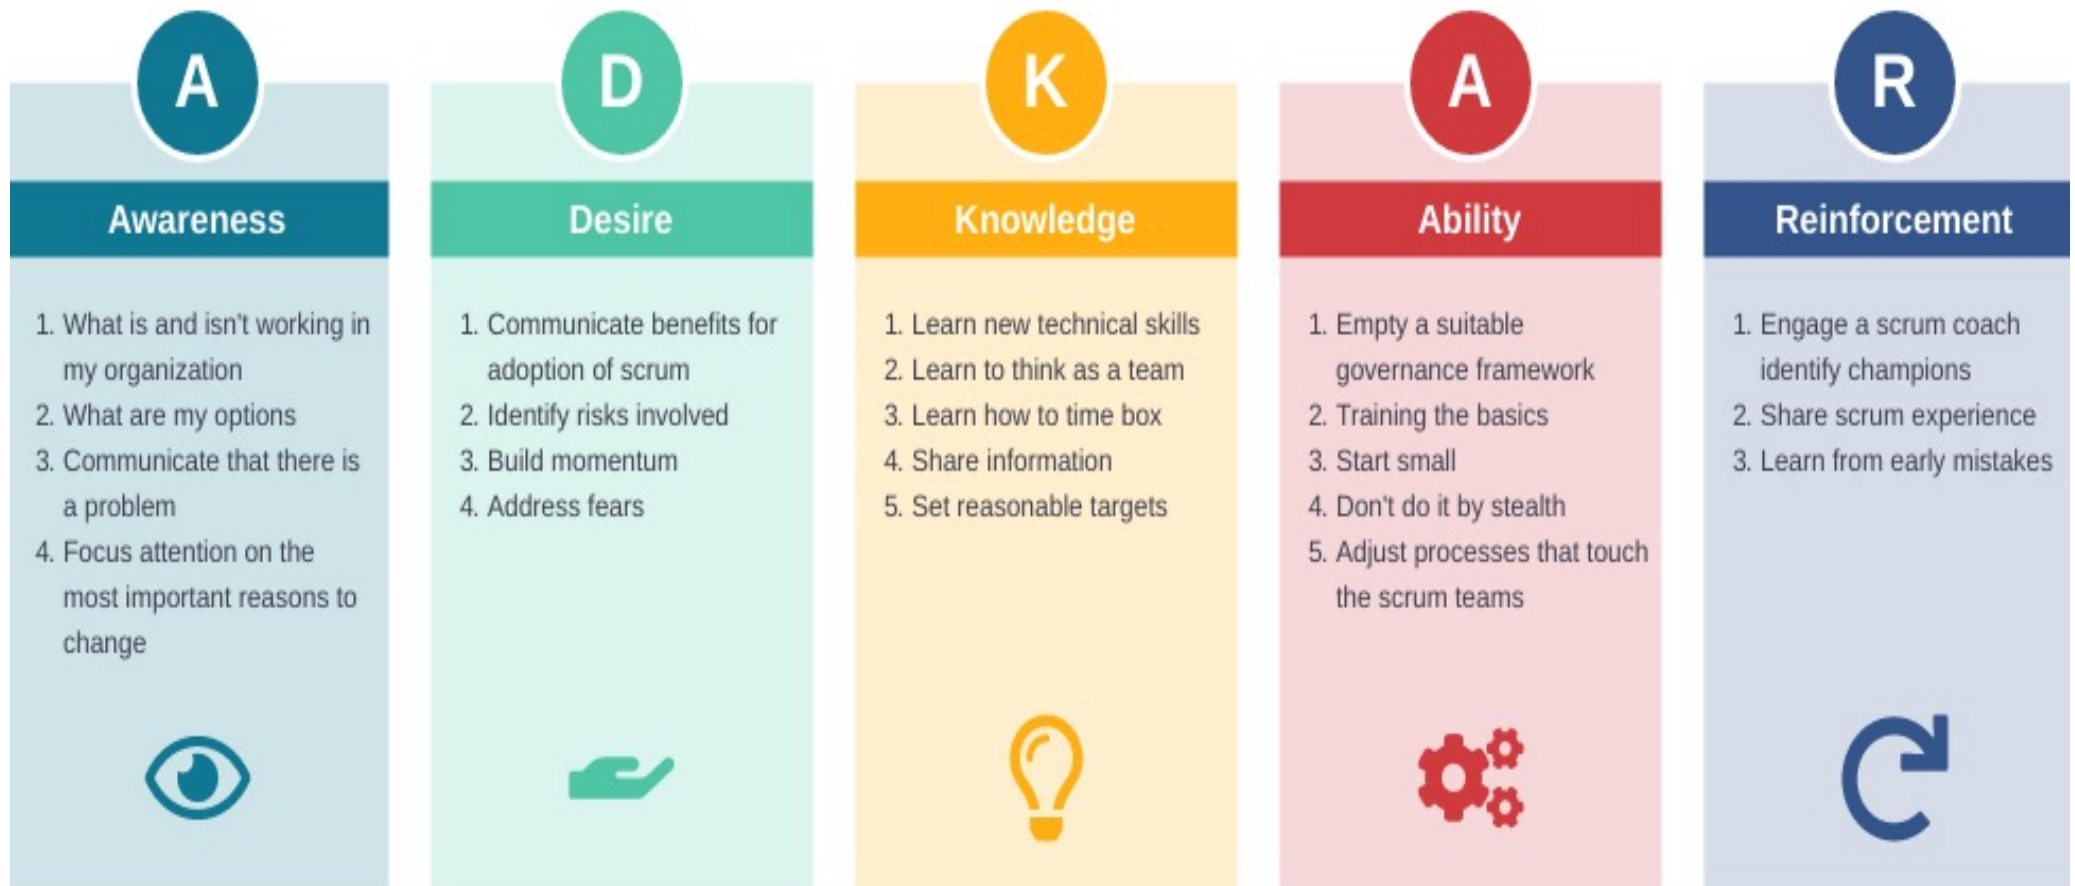 A
Awareness
1. What is and isn't working in
my organization
2. What are my options
3. Communicate that there is
a problem
4. Focus attention on the
most important reasons to
change
D
Desire
1. Communicate benefits for
adoption of scrum
2. Identify risks involved
3. Build momentum
4. Address fears
K
Knowledge
1. Learn new technical skills
2. Learn to think as a team
3. Learn how to time box
4. Share information
5. Set reasonable targets
A
Ability
1. Empty a suitable
governance framework
2. Training the basics
3. Start small
4. Don't do it by stealth
5. Adjust processes that touch
the scrum teams
R
Reinforcement
1. Engage a scrum coach
identify champions
2. Share scrum experience
3. Learn from early mistakes